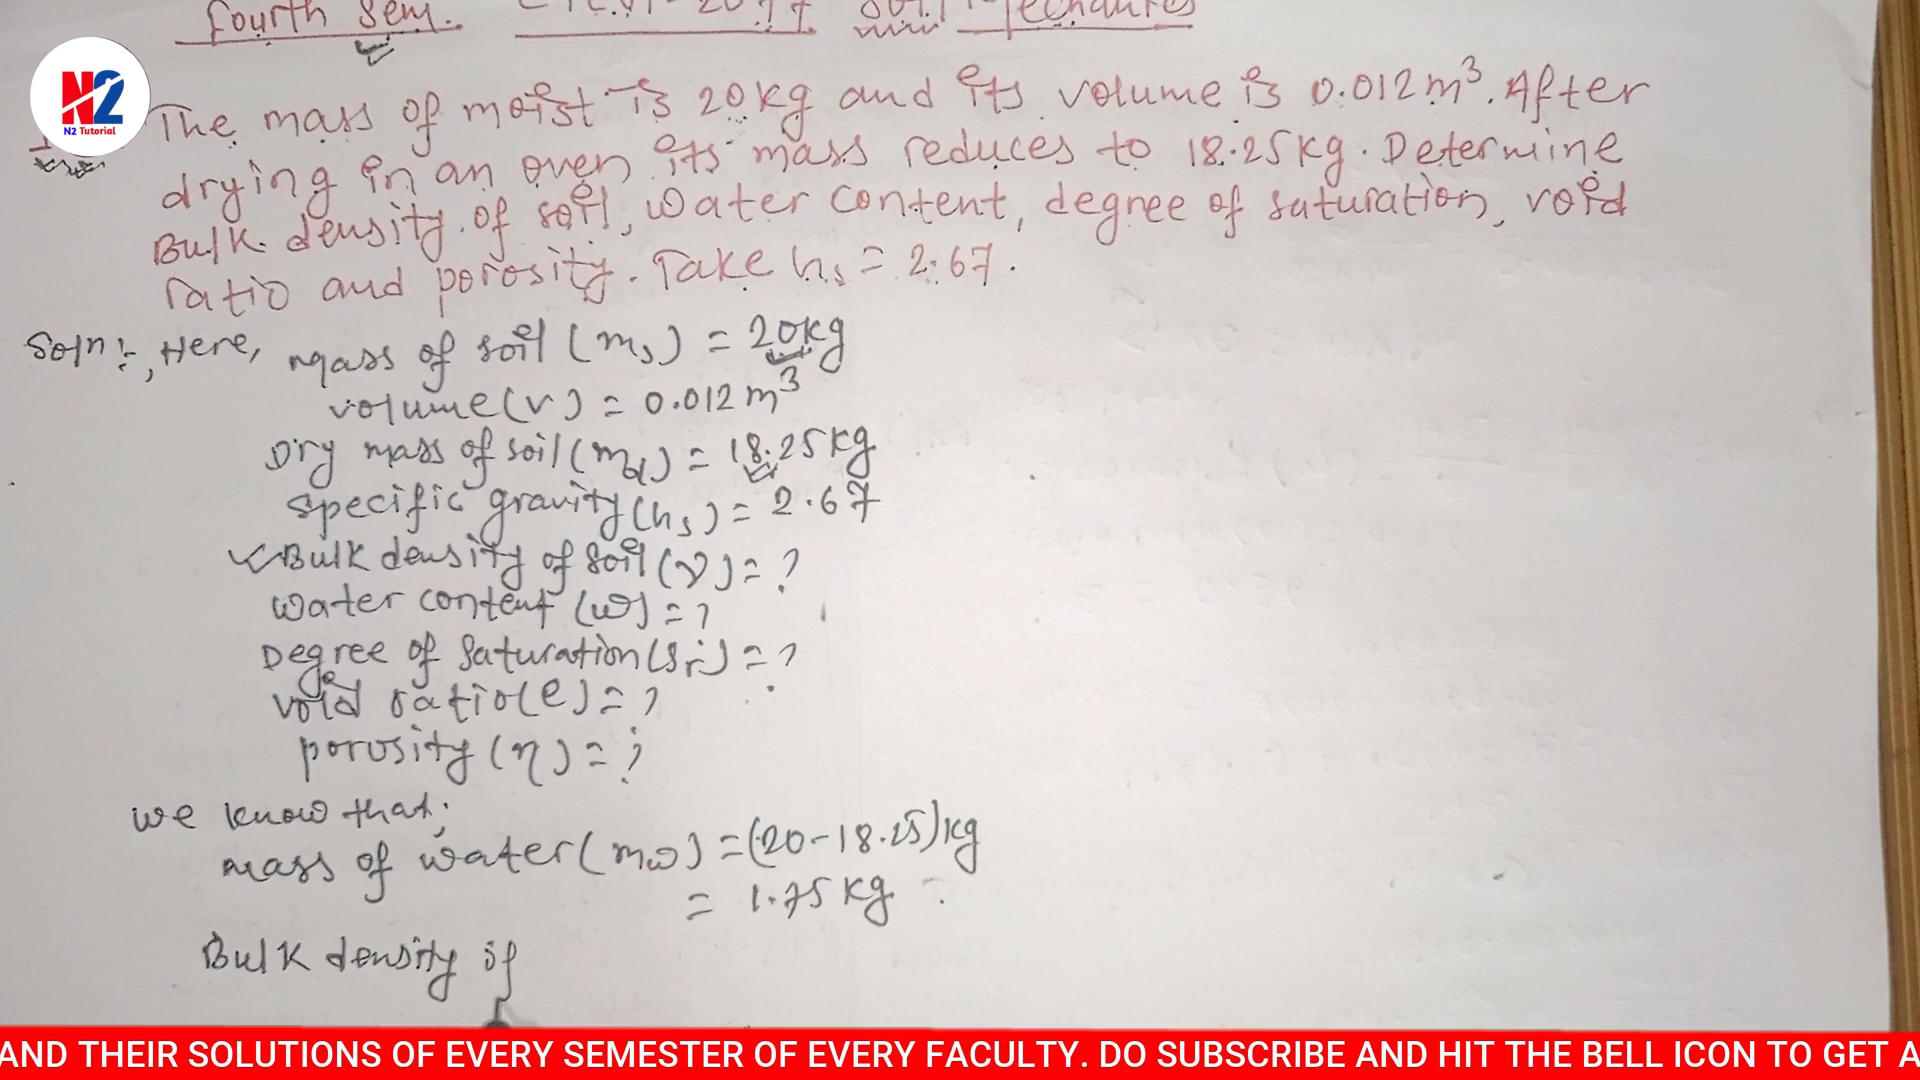 Fourth Sem. Soil Mechanics
N2
N2 Tutorial
The mass of moist is 20kg and its volume is 0.012m³. After
drying in an oven its mass reduces to 18.25kg. Determine
Bulk density of soil, water content, degree of saturation, void
ratio and porosity. Take hs = 2.67.
Soln:-, Here, mass of soil (ms) = 20kg
volume(v) = 0.012m³
Dry mass of soil(md) = 18.25kg
specific gravity(hs) = 2.67
Bulk density of soil(γ) = ?
water content (w) = ?
Degree of saturation(Sr) = ?
void ratio(e) = ?
porosity(η) = ?
we know that,
mass of water(mω) = (20-18.25)kg
= 1.75kg
Bulk density of
AND THEIR SOLUTIONS OF EVERY SEMESTER OF EVERY FACULTY. DO SUBSCRIBE AND HIT THE BELL ICON TO GET A